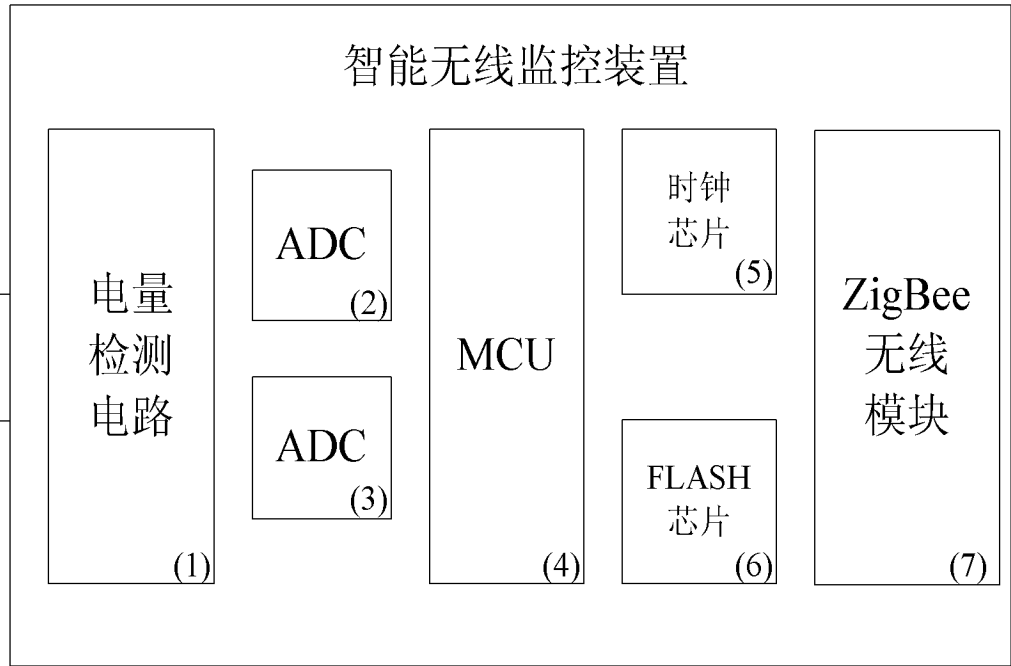 智能无线监控装置
电量
检测
电路
(1)
ADC
(2)
ADC
(3)
MCU
(4)
时钟
芯片
(5)
FLASH
芯片
(6)
ZigBee
无线
模块
(7)